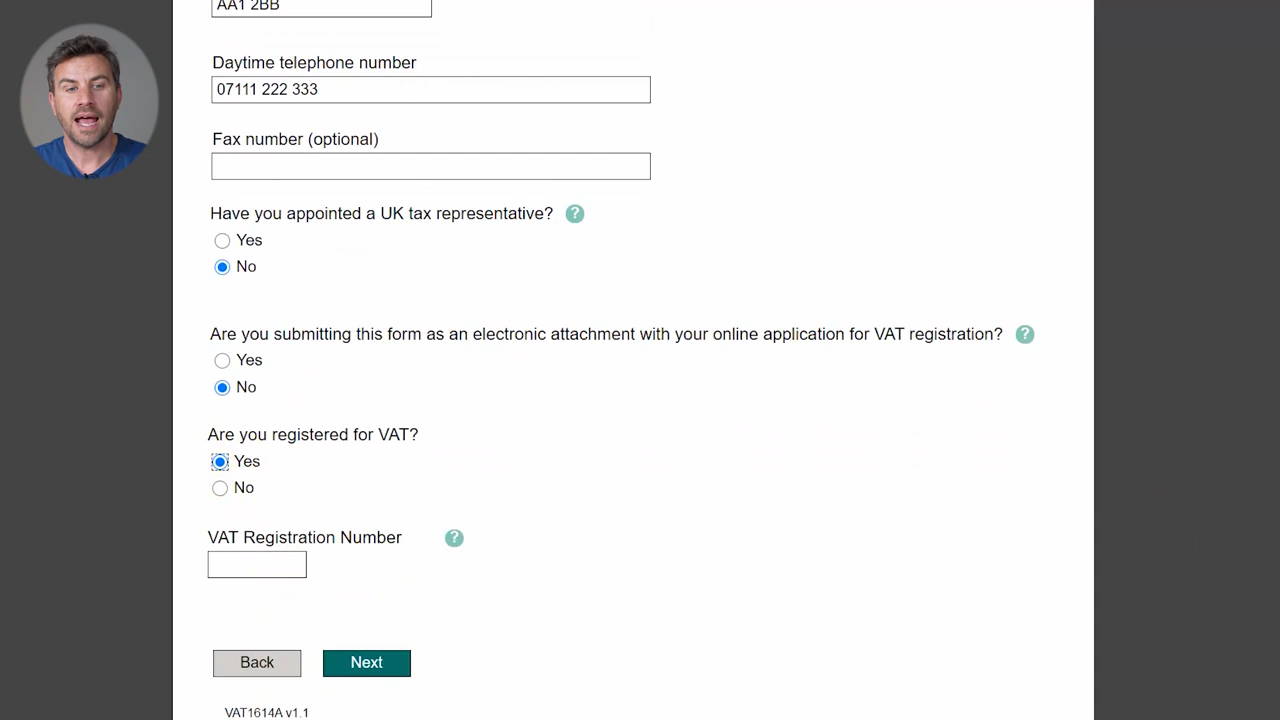 AA1 2BB
Daytime telephone number
07111 222 333
Fax number (optional)
Have you appointed a UK tax representative? ?
Yes
No
Are you submitting this form as an electronic attachment with your online application for VAT registration? ?
Yes
No
Are you registered for VAT?
Yes
No
VAT Registration Number ?
Back Next
VAT1614A v1.1